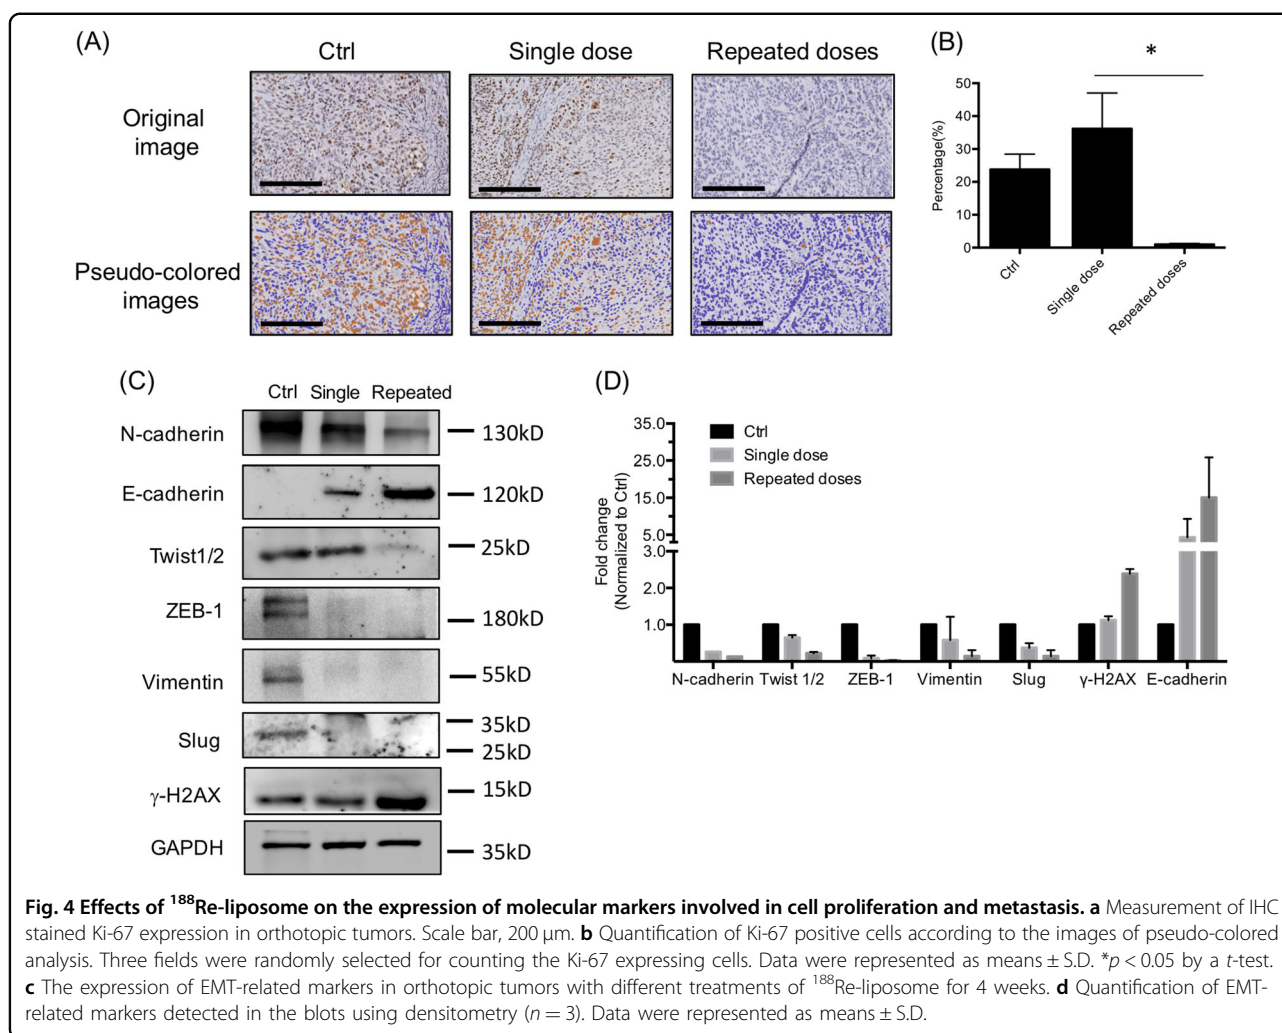 (A)
Ctrl
Single dose
Repeated doses
Original
image
Pseudo-colored
images
(B)
*
Percentage(%)
50
40
30
20
10
0
Ctrl
Single dose
Repeated doses
(C)
Ctrl Single Repeated
N-cadherin
130kD
E-cadherin
120kD
Twist1/2
25kD
ZEB-1
180kD
Vimentin
55kD
Slug
35kD
25kD
γ-H2AX
15kD
GAPDH
35kD
(D)
Fold change
(Normalized to Ctrl)
35.0
25.0
15.0
5.0
3.0
2.0
1.0
Ctrl
Single dose
Repeated doses
N-cadherin Twist 1/2 ZEB-1 Vimentin Slug γ-H2AX E-cadherin
Fig. 4 Effects of ¹⁸⁸Re-liposome on the expression of molecular markers involved in cell proliferation and metastasis. a Measurement of IHC
stained Ki-67 expression in orthotopic tumors. Scale bar, 200 μm. b Quantification of Ki-67 positive cells according to the images of pseudo-colored
analysis. Three fields were randomly selected for counting the Ki-67 expressing cells. Data were represented as means ± S.D. *p < 0.05 by a t-test.
c The expression of EMT-related markers in orthotopic tumors with different treatments of ¹⁸⁸Re-liposome for 4 weeks. d Quantification of EMT-
related markers detected in the blots using densitometry (n = 3). Data were represented as means ± S.D.